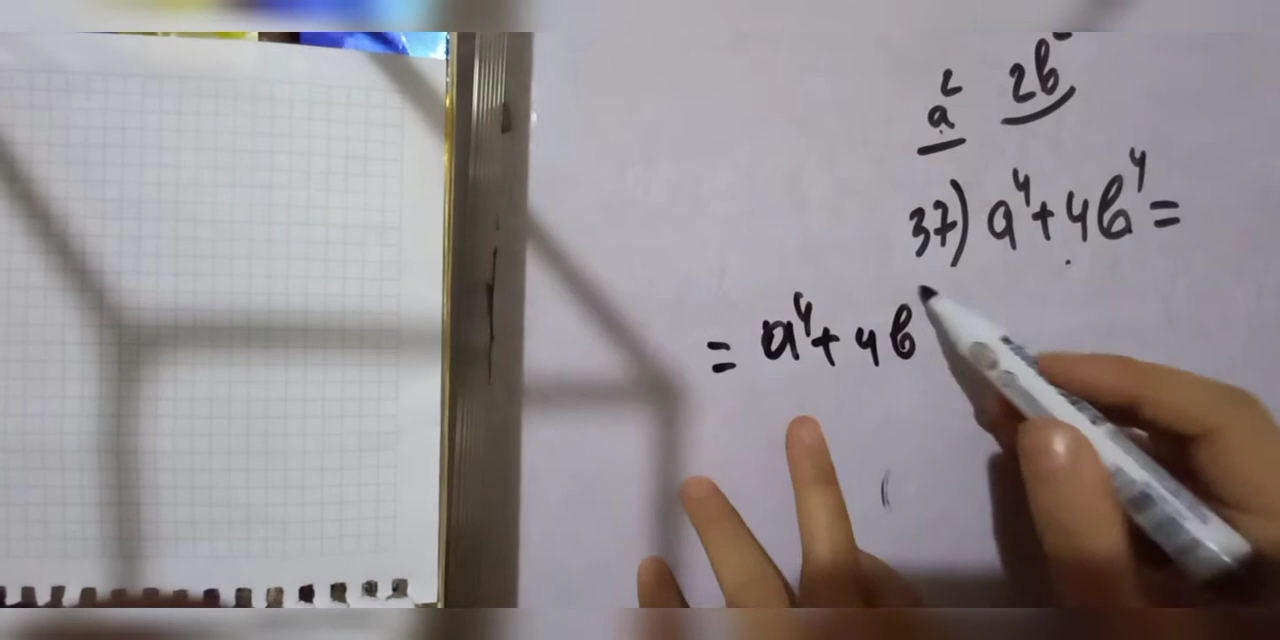 a² 2b²
37) a⁴ + 4b⁴ =
= a⁴ + 4b